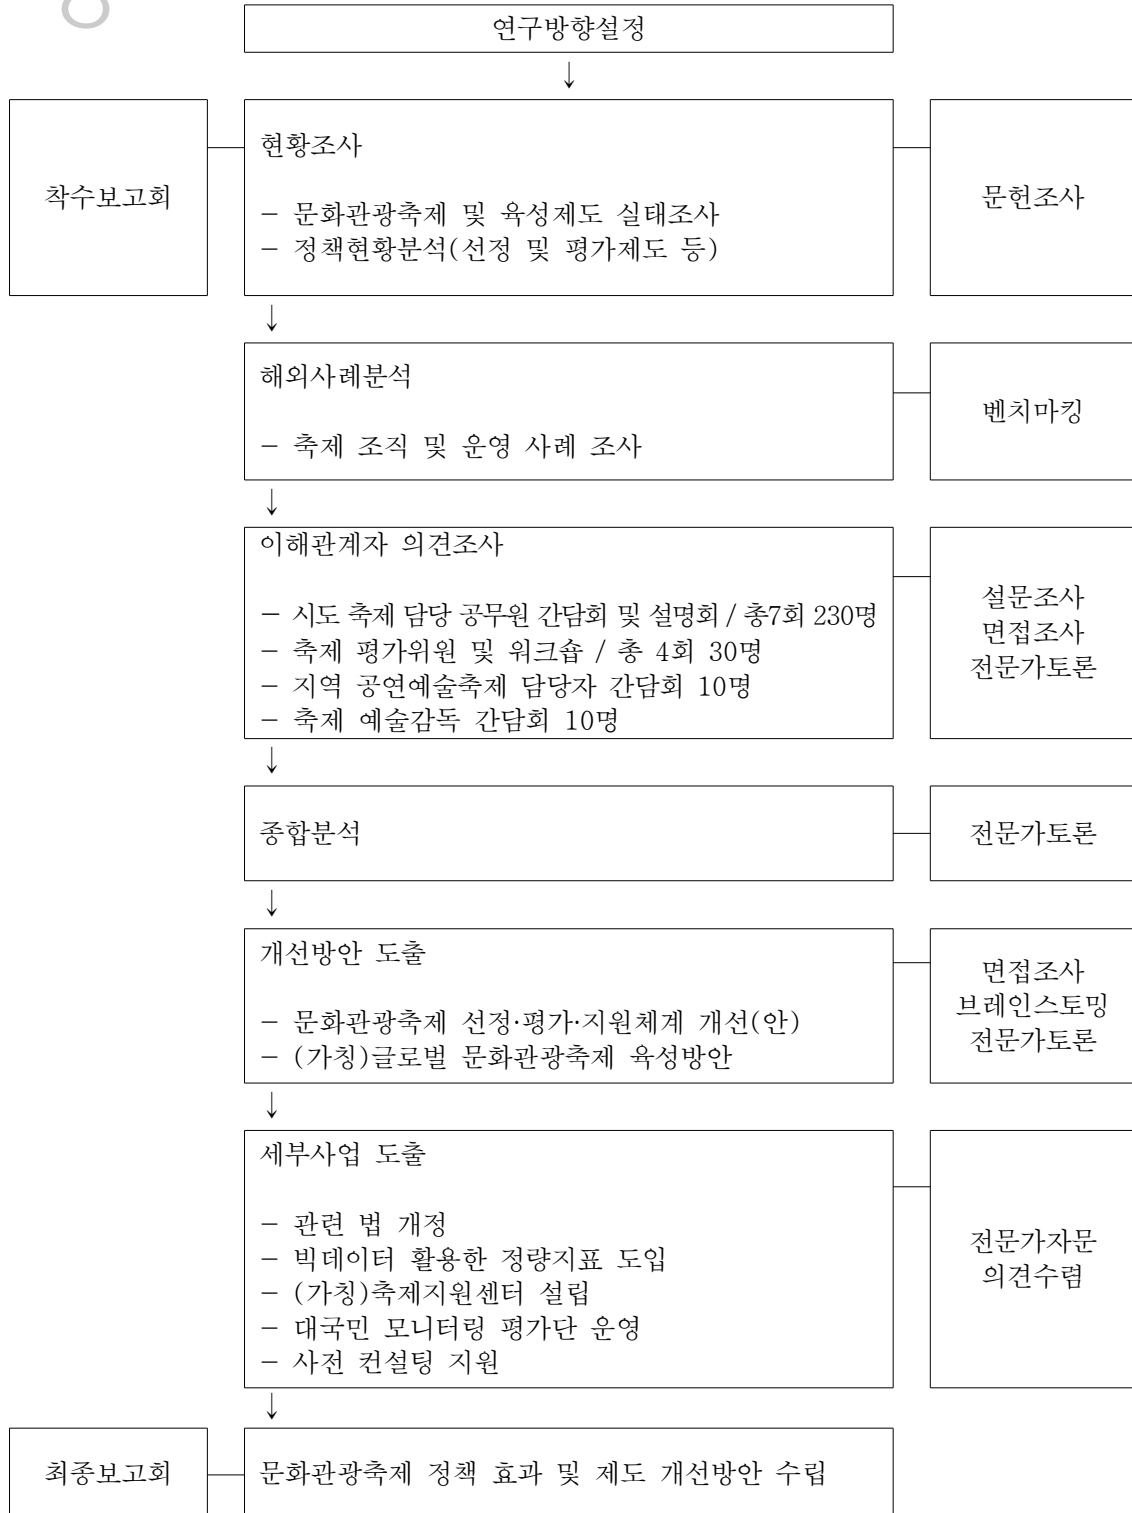 연구방향설정
↓
착수보고회
현황조사
- 문화관광축제 및 육성제도 실태조사
- 정책현황분석(선정 및 평가제도 등)
문헌조사
↓
해외사례분석
- 축제 조직 및 운영 사례 조사
벤치마킹
↓
이해관계자 의견조사
- 시도 축제 담당 공무원 간담회 및 설명회 / 총7회 230명
- 축제 평가위원 및 워크숍 / 총 4회 30명
- 지역 공연예술축제 담당자 간담회 10명
- 축제 예술감독 간담회 10명
설문조사
면접조사
전문가토론
↓
종합분석
전문가토론
↓
개선방안 도출
- 문화관광축제 선정·평가·지원체계 개선(안)
- (가칭)글로벌 문화관광축제 육성방안
면접조사
브레인스토밍
전문가토론
↓
세부사업 도출
- 관련 법 개정
- 빅데이터 활용한 정량지표 도입
- (가칭)축제지원센터 설립
- 대국민 모니터링 평가단 운영
- 사전 컨설팅 지원
전문가자문
의견수렴
↓
최종보고회
문화관광축제 정책 효과 및 제도 개선방안 수립